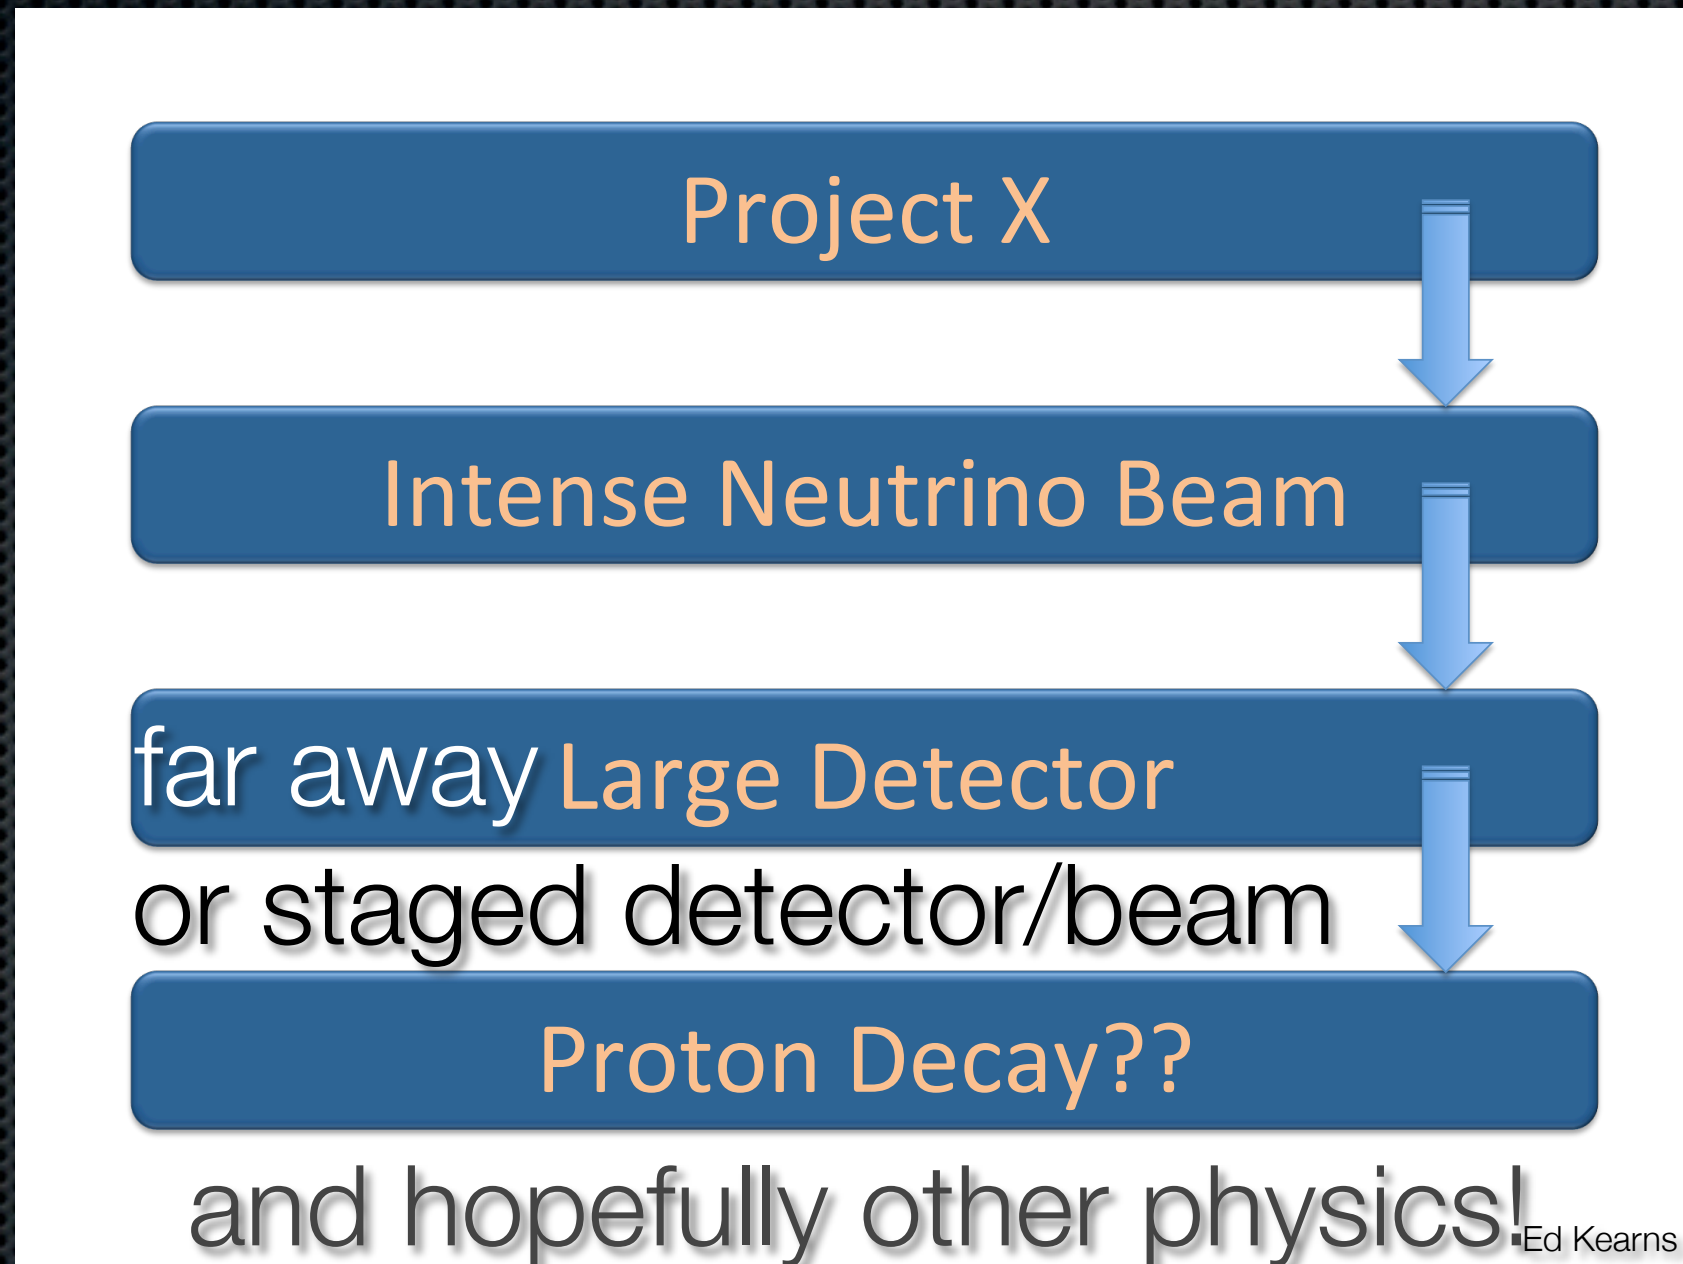 Project X
Intense Neutrino Beam
far away Large Detector
or staged detector/beam
Proton Decay??
and hopefully other physics!
Ed Kearns